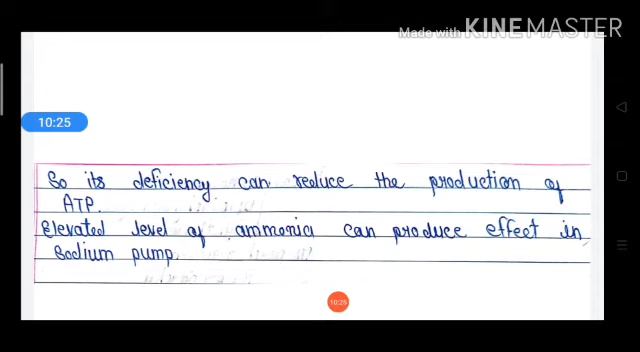 Made with KINEMASTER
10:25
So its deficiency can reduce the production of
ATP.
Elevated level of ammonia can produce effect in
Sodium pump
10:25